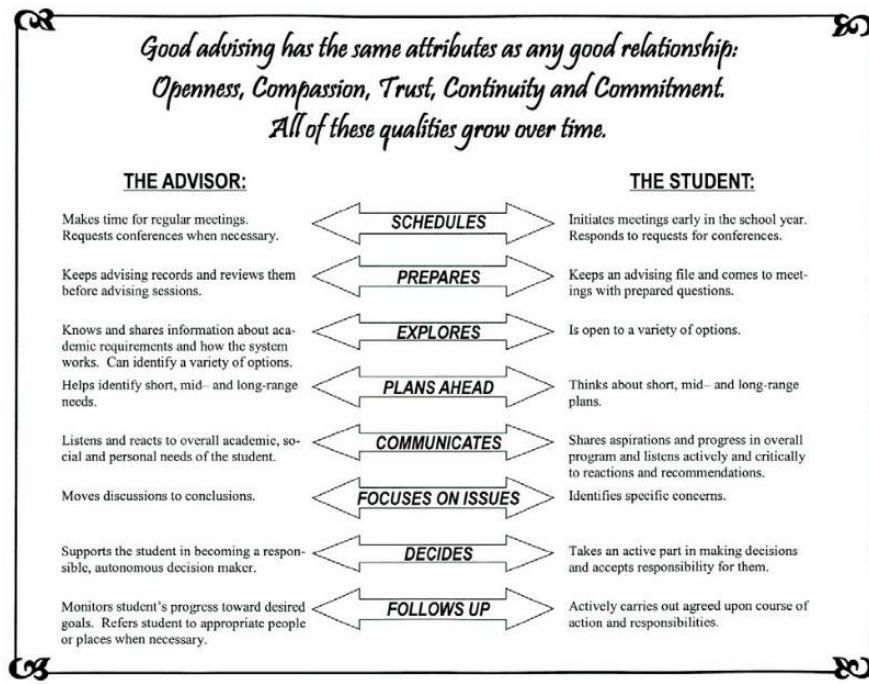 Good advising has the same attributes as any good relationship:
Openness, Compassion, Trust, Continuity and Commitment.
All of these qualities grow over time.
THE ADVISOR:
THE STUDENT:
Makes time for regular meetings.
Requests conferences when necessary.
SCHEDULES
Initiates meetings early in the school year.
Responds to requests for conferences.
Keeps advising records and reviews them
before advising sessions.
PREPARES
Keeps an advising file and comes to meet-
ings with prepared questions.
Knows and shares information about aca-
demic requirements and how the system
works. Can identify a variety of options.
EXPLORES
Is open to a variety of options.
Helps identify short, mid– and long-range
needs.
PLANS AHEAD
Thinks about short, mid– and long-range
plans.
Listens and reacts to overall academic, so-
cial and personal needs of the student.
COMMUNICATES
Shares aspirations and progress in overall
program and listens actively and critically
to reactions and recommendations.
Moves discussions to conclusions.
FOCUSES ON ISSUES
Identifies specific concerns.
Supports the student in becoming a respon-
sible, autonomous decision maker.
DECIDES
Takes an active part in making decisions
and accepts responsibility for them.
Monitors student's progress toward desired
goals. Refers student to appropriate people
or places when necessary.
FOLLOWS UP
Actively carries out agreed upon course of
action and responsibilities.